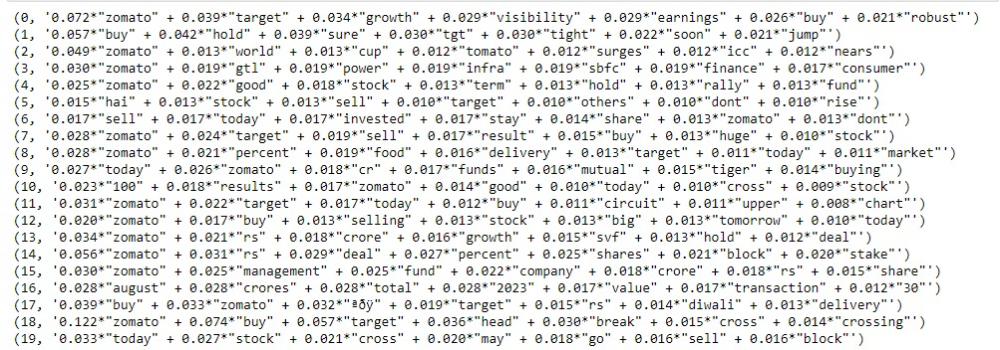 (0, '0.072*"zomato" + 0.039*"target" + 0.034*"growth" + 0.029*"visibility" + 0.029*"earnings" + 0.026*"buy" + 0.021*"robust"')
(1, '0.057*"buy" + 0.042*"hold" + 0.039*"sure" + 0.030*"tgt" + 0.030*"tight" + 0.022*"soon" + 0.021*"jump"')
(2, '0.049*"zomato" + 0.013*"world" + 0.013*"cup" + 0.012*"tomato" + 0.012*"surges" + 0.012*"icc" + 0.012*"nears"')
(3, '0.030*"zomato" + 0.019*"gtl" + 0.019*"power" + 0.019*"infra" + 0.019*"sbfc" + 0.019*"finance" + 0.017*"consumer"')
(4, '0.025*"zomato" + 0.022*"good" + 0.018*"stock" + 0.013*"term" + 0.013*"hold" + 0.013*"rally" + 0.013*"fund"')
(5, '0.015*"hai" + 0.013*"stock" + 0.013*"sell" + 0.010*"target" + 0.010*"others" + 0.010*"dont" + 0.010*"rise"')
(6, '0.017*"sell" + 0.017*"today" + 0.017*"invested" + 0.017*"stay" + 0.014*"share" + 0.013*"zomato" + 0.013*"dont"')
(7, '0.028*"zomato" + 0.024*"target" + 0.019*"sell" + 0.017*"result" + 0.015*"buy" + 0.013*"huge" + 0.010*"stock"')
(8, '0.028*"zomato" + 0.021*"percent" + 0.019*"food" + 0.016*"delivery" + 0.013*"target" + 0.011*"today" + 0.011*"market"')
(9, '0.027*"today" + 0.026*"zomato" + 0.018*"cr" + 0.017*"funds" + 0.016*"mutual" + 0.015*"tiger" + 0.014*"buying"')
(10, '0.023*"100" + 0.018*"results" + 0.017*"zomato" + 0.014*"good" + 0.010*"today" + 0.010*"cross" + 0.009*"stock"')
(11, '0.031*"zomato" + 0.022*"target" + 0.017*"today" + 0.012*"buy" + 0.011*"circuit" + 0.011*"upper" + 0.008*"chart"')
(12, '0.020*"zomato" + 0.017*"buy" + 0.013*"selling" + 0.013*"stock" + 0.013*"big" + 0.013*"tomorrow" + 0.010*"today"')
(13, '0.034*"zomato" + 0.021*"rs" + 0.018*"crore" + 0.016*"growth" + 0.015*"svf" + 0.013*"hold" + 0.012*"deal"')
(14, '0.056*"zomato" + 0.031*"rs" + 0.029*"deal" + 0.027*"percent" + 0.025*"shares" + 0.021*"block" + 0.020*"stake"')
(15, '0.030*"zomato" + 0.025*"management" + 0.025*"fund" + 0.022*"company" + 0.018*"crore" + 0.018*"rs" + 0.015*"share"')
(16, '0.028*"august" + 0.028*"crores" + 0.028*"total" + 0.028*"2023" + 0.017*"value" + 0.017*"transaction" + 0.012*"30"')
(17, '0.039*"buy" + 0.033*"zomato" + 0.032*"ªðÿ" + 0.019*"target" + 0.015*"rs" + 0.014*"diwali" + 0.013*"delivery"')
(18, '0.122*"zomato" + 0.074*"buy" + 0.057*"target" + 0.036*"head" + 0.030*"break" + 0.015*"cross" + 0.014*"crossing"')
(19, '0.033*"today" + 0.027*"stock" + 0.021*"cross" + 0.020*"may" + 0.018*"go" + 0.016*"sell" + 0.016*"block"')